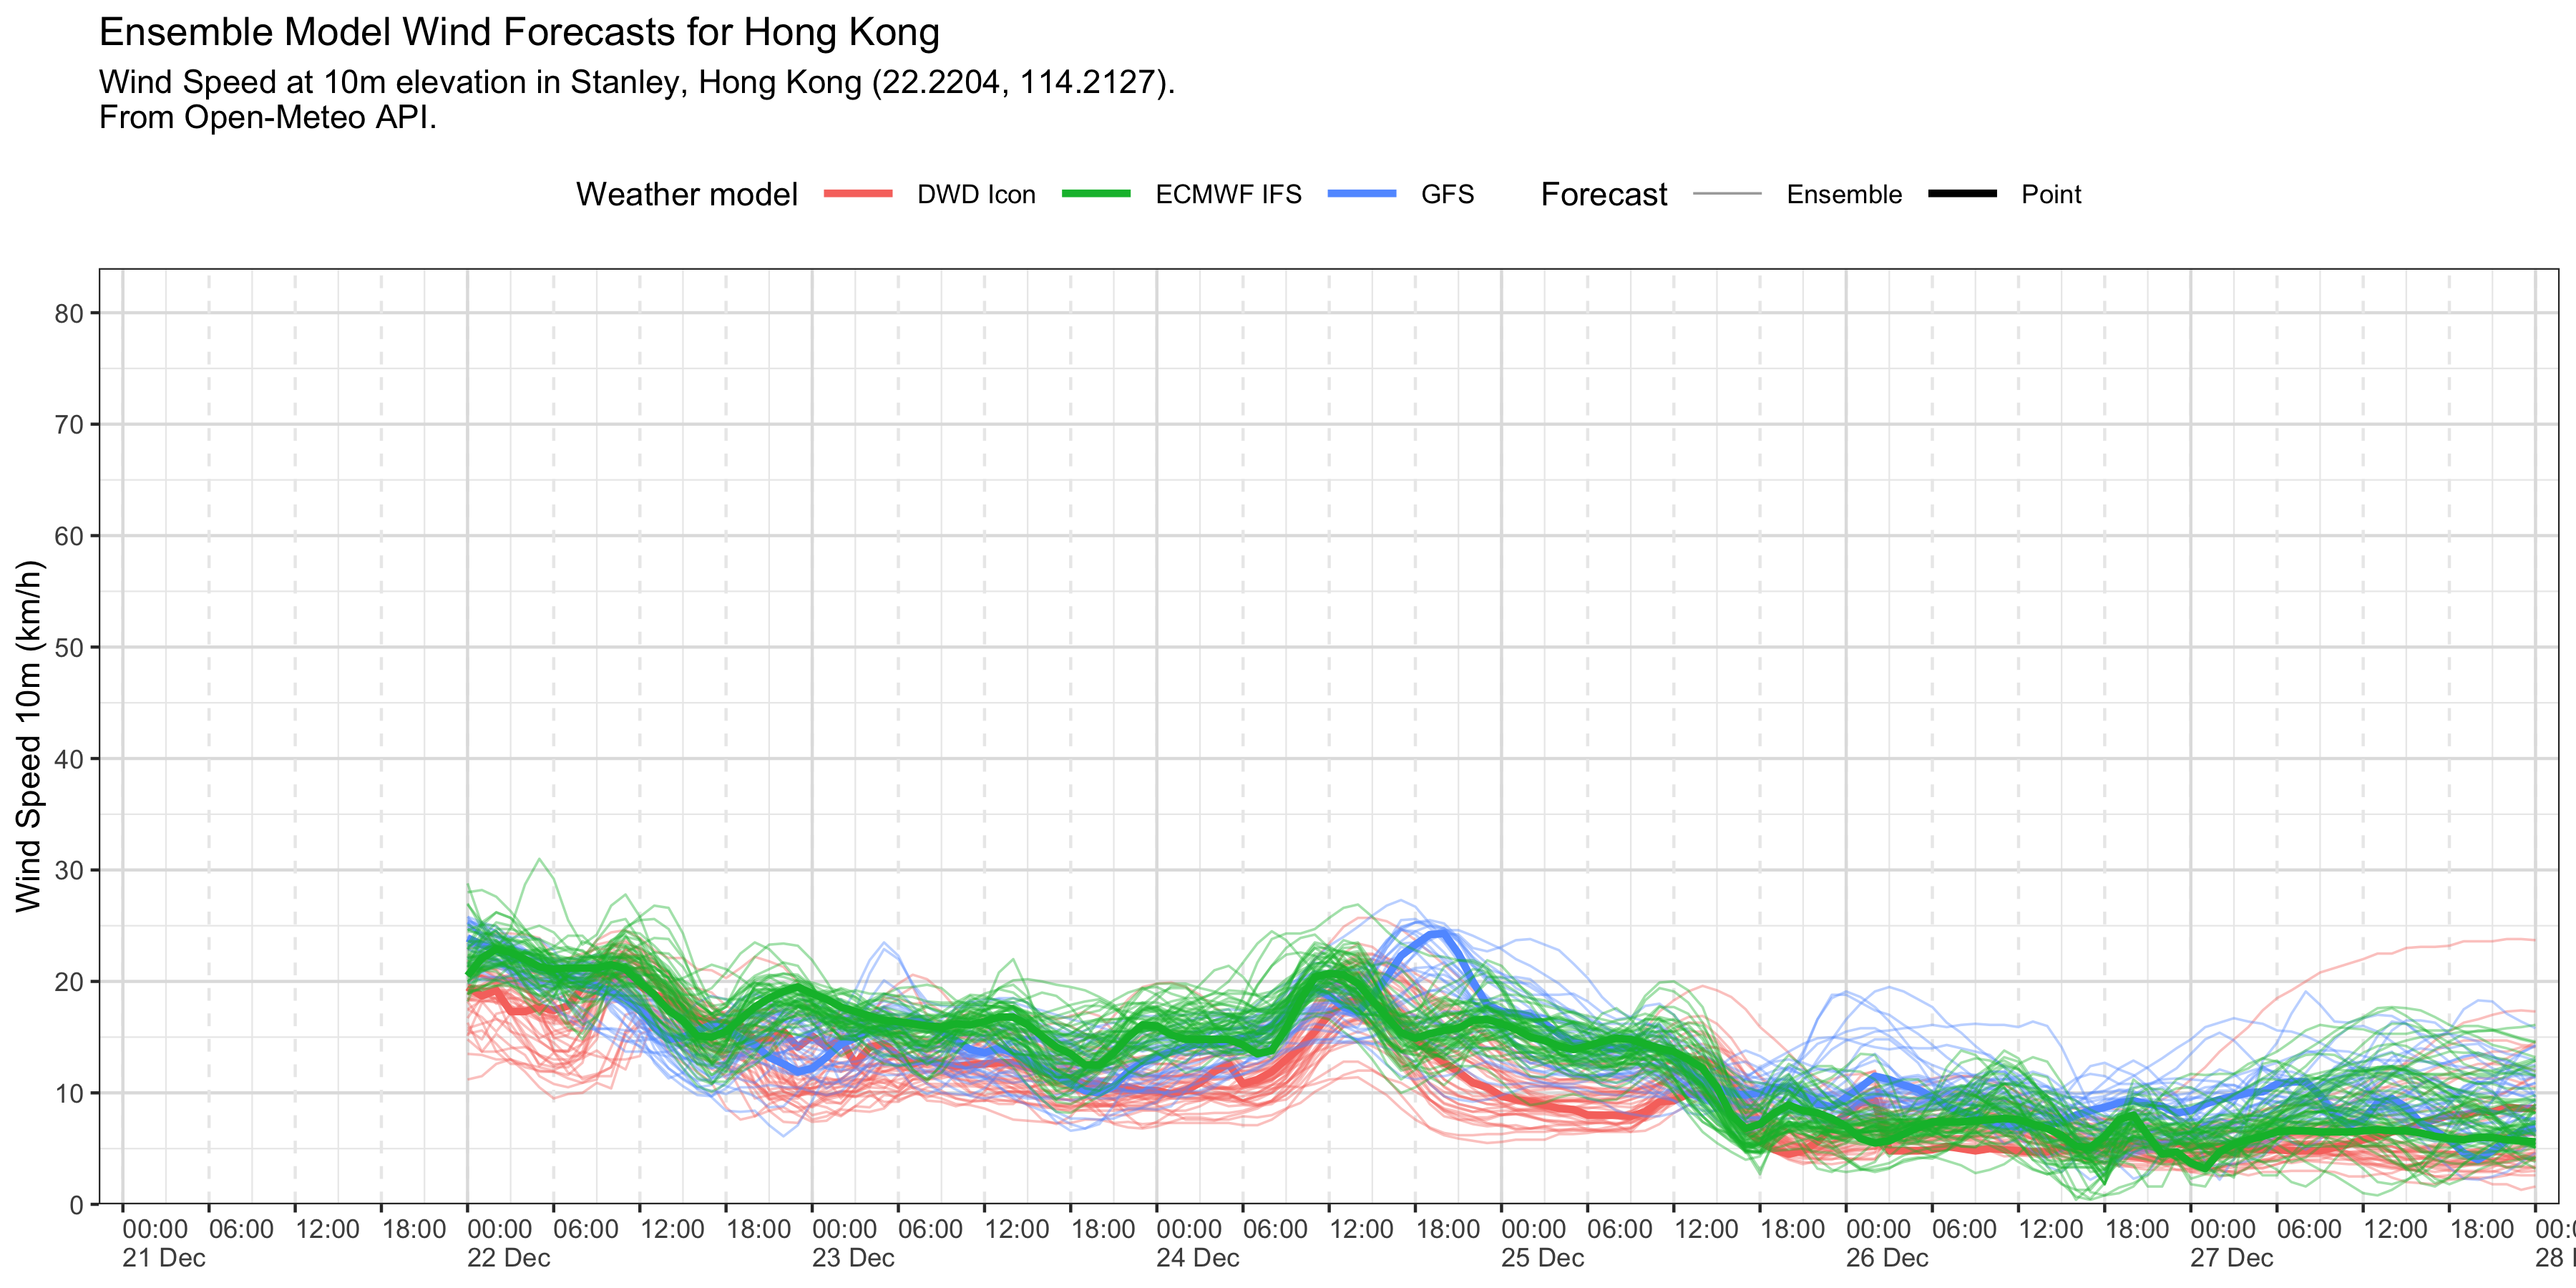 Ensemble Model Wind Forecasts for Hong Kong
Wind Speed at 10m elevation in Stanley, Hong Kong (22.2204, 114.2127).
From Open-Meteo API.
Weather model DWD Icon ECMWF IFS GFS Forecast Ensemble Point
Wind Speed 10m (km/h)
80
70
60
50
40
30
20
10
0
00:00 06:00 12:00 18:00 00:00 06:00 12:00 18:00 00:00 06:00 12:00 18:00 00:00 06:00 12:00 18:00 00:00 06:00 12:00 18:00 00:00 06:00 12:00 18:00 00:00 06:00 12:00 18:00
21 Dec 22 Dec 23 Dec 24 Dec 25 Dec 26 Dec 27 Dec 28